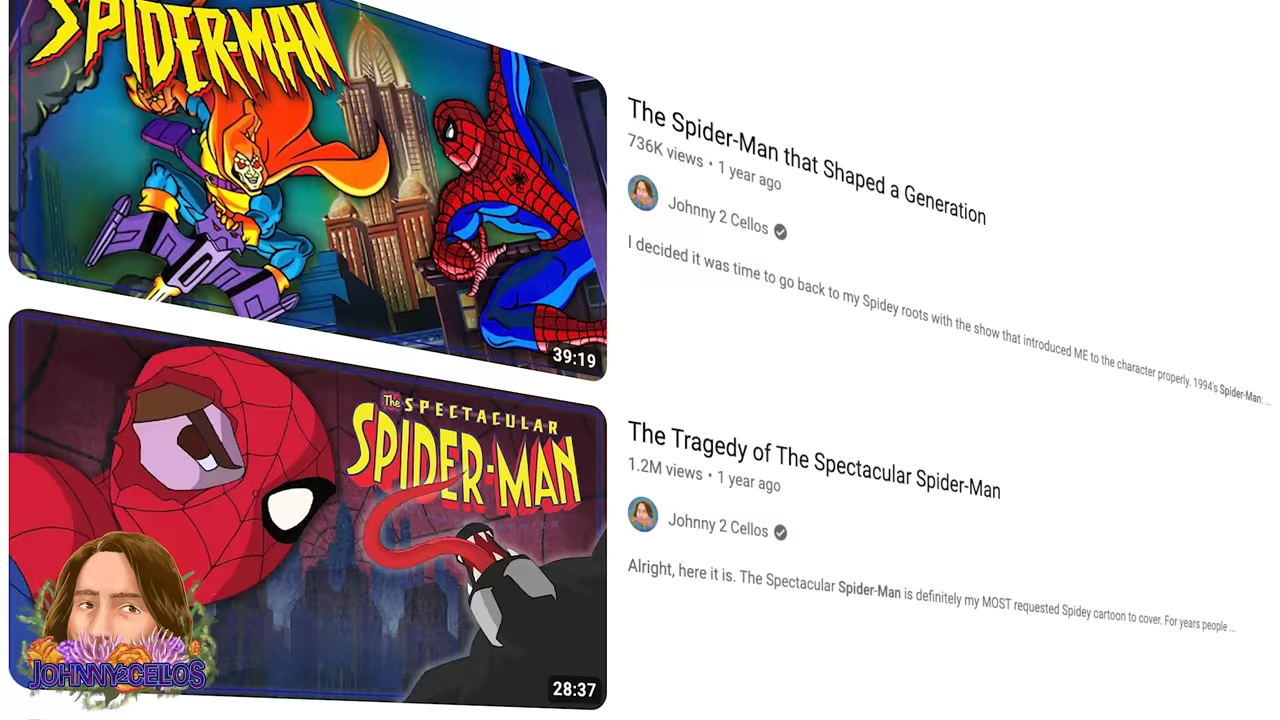 SPIDER-MAN
39:19
The Spider-Man that Shaped a Generation
736K views • 1 year ago
Johnny 2 Cellos
I decided it was time to go back to my Spidey roots with the show that introduced ME to the character properly. 1994's Spider-Man: ...
The SPECTACULAR
SPIDER-MAN
28:37
The Tragedy of The Spectacular Spider-Man
1.2M views • 1 year ago
Johnny 2 Cellos
Alright, here it is. The Spectacular Spider-Man is definitely my MOST requested Spidey cartoon to cover. For years people ...
JOHNNY2CELLOS